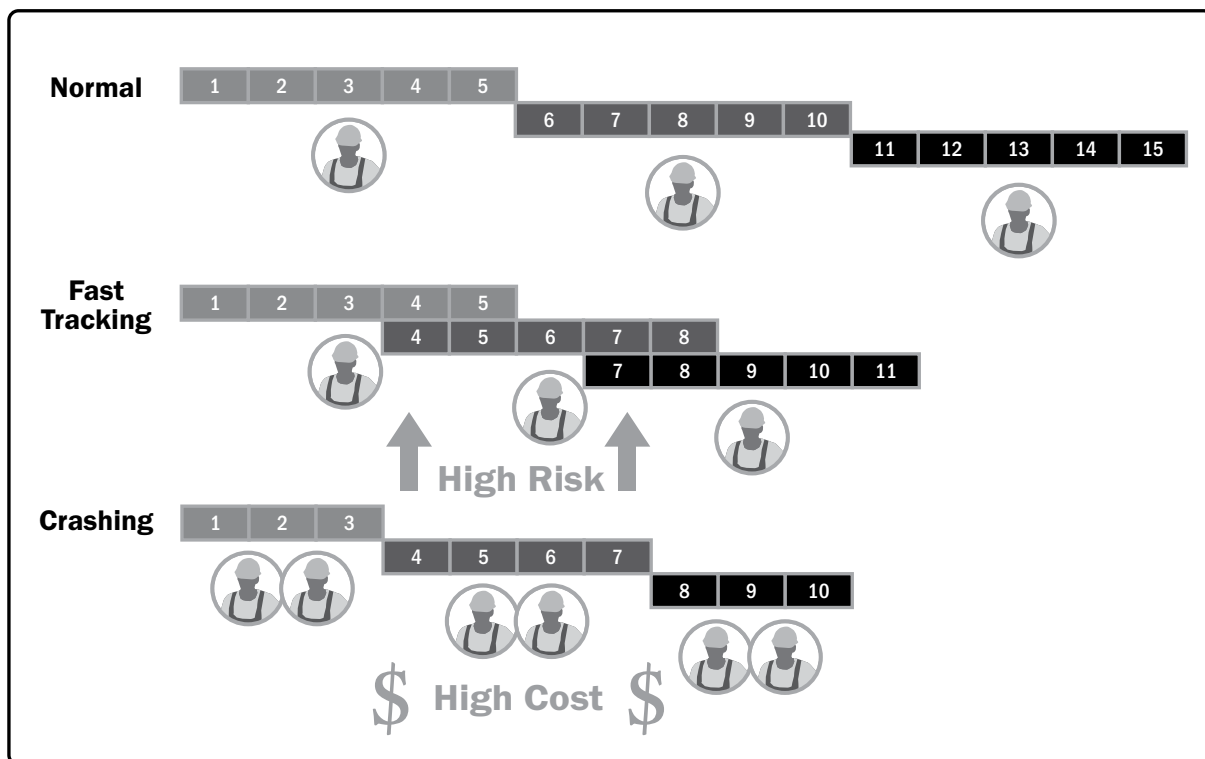 Normal
1 2 3 4 5
6 7 8 9 10
11 12 13 14 15
Fast
Tracking
1 2 3 4 5
4 5 6 7 8
7 8 9 10 11
High Risk
Crashing
1 2 3
4 5 6 7
8 9 10
$ High Cost $